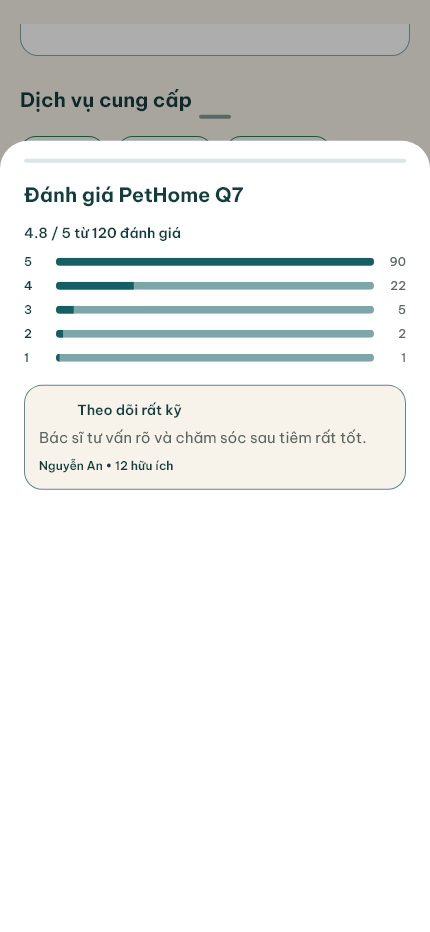 Dịch vụ cung cấp
Đánh giá PetHome Q7
4.8 / 5 từ 120 đánh giá
5 90
4 22
3 5
2 2
1 1
Theo dõi rất kỹ
Bác sĩ tư vấn rõ và chăm sóc sau tiêm rất tốt.
Nguyễn An • 12 hữu ích